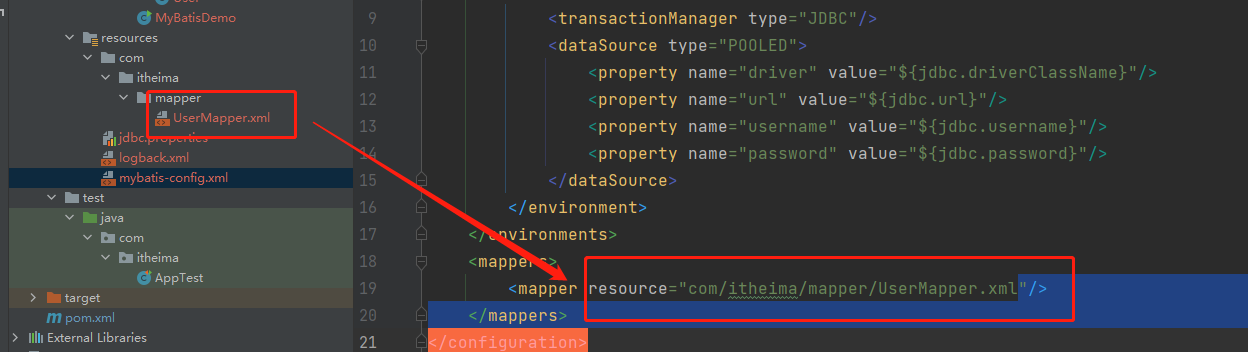 User
MyBatisDemo
resources
com
itheima
mapper
UserMapper.xml
jdbc.properties
logback.xml
mybatis-config.xml
test
java
com
itheima
AppTest
target
pom.xml
External Libraries
9 <transactionManager type="JDBC"/>
10 <dataSource type="POOLED">
11 <property name="driver" value="${jdbc.driverClassName}"/>
12 <property name="url" value="${jdbc.url}"/>
13 <property name="username" value="${jdbc.username}"/>
14 <property name="password" value="${jdbc.password}"/>
15 </dataSource>
16 </environment>
17 </environments>
18 <mappers>
19 <mapper resource="com/itheima/mapper/UserMapper.xml"/>
20 </mappers>
21 </configuration>